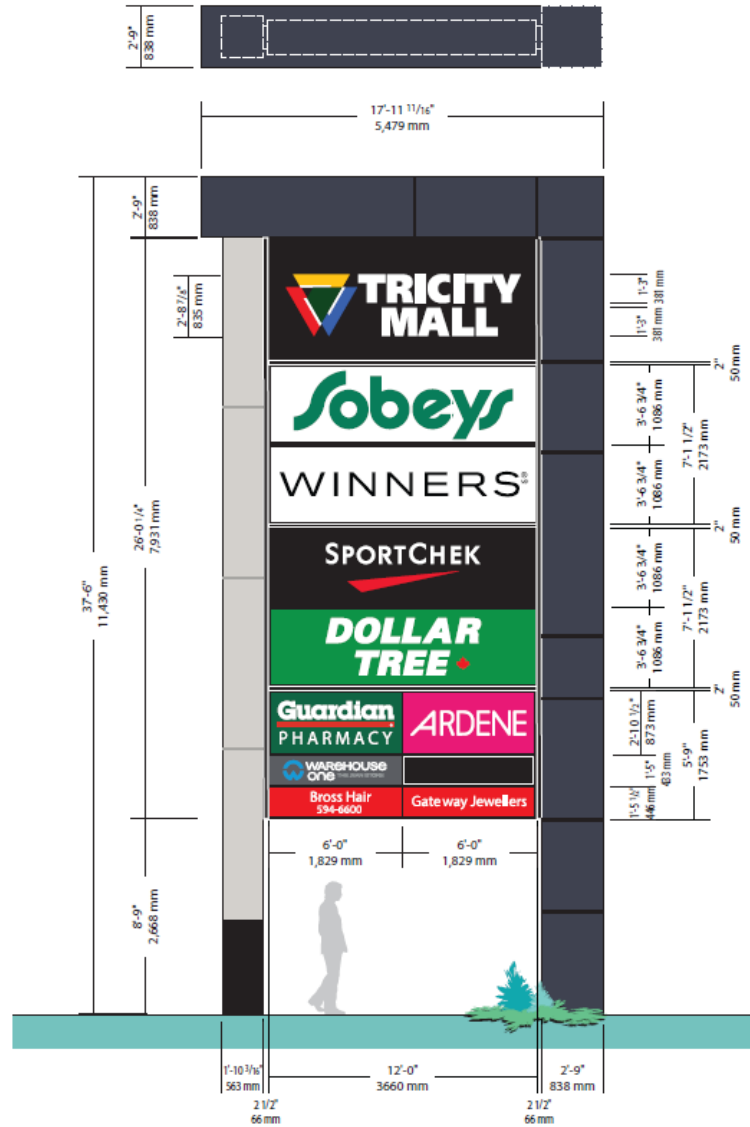 2'-9"
838 mm
17'-11 11/16"
5,479 mm
2'-9"
838 mm
2'-8 7/8"
835 mm
1'-3"
381 mm
1'-3"
381 mm
TRICITY
MALL
2"
50 mm
Sobeys
3'-6 3/4"
1086 mm
7'-1 1/2"
2173 mm
WINNERS®
3'-6 3/4"
1086 mm
2"
50 mm
26'-0 1/4"
7,931 mm
37'-6"
11,430 mm
SPORTCHEK
3'-6 3/4"
1086 mm
7'-1 1/2"
2173 mm
DOLLAR
TREE
3'-6 3/4"
1086 mm
2"
50 mm
Guardian
PHARMACY
ARDENE
2'-10 1/2"
873 mm
5'-9"
1753 mm
WAREHOUSE
ONE
1'-5"
433 mm
Bross Hair
594-6600
Gateway Jewellers
1'-5 1/2"
446 mm
6'-0"
1,829 mm
6'-0"
1,829 mm
8'-9"
2,668 mm
1'-10 3/16"
563 mm
12'-0"
3660 mm
2'-9"
838 mm
2 1/2"
66 mm
2 1/2"
66 mm